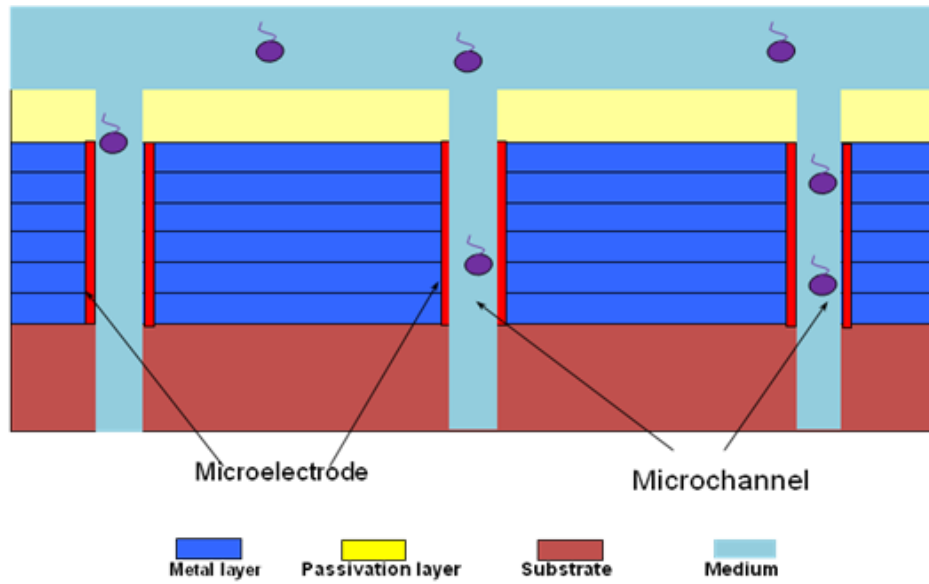 Microelectrode
Microchannel
Metal layer
Passivation layer
Substrate
Medium